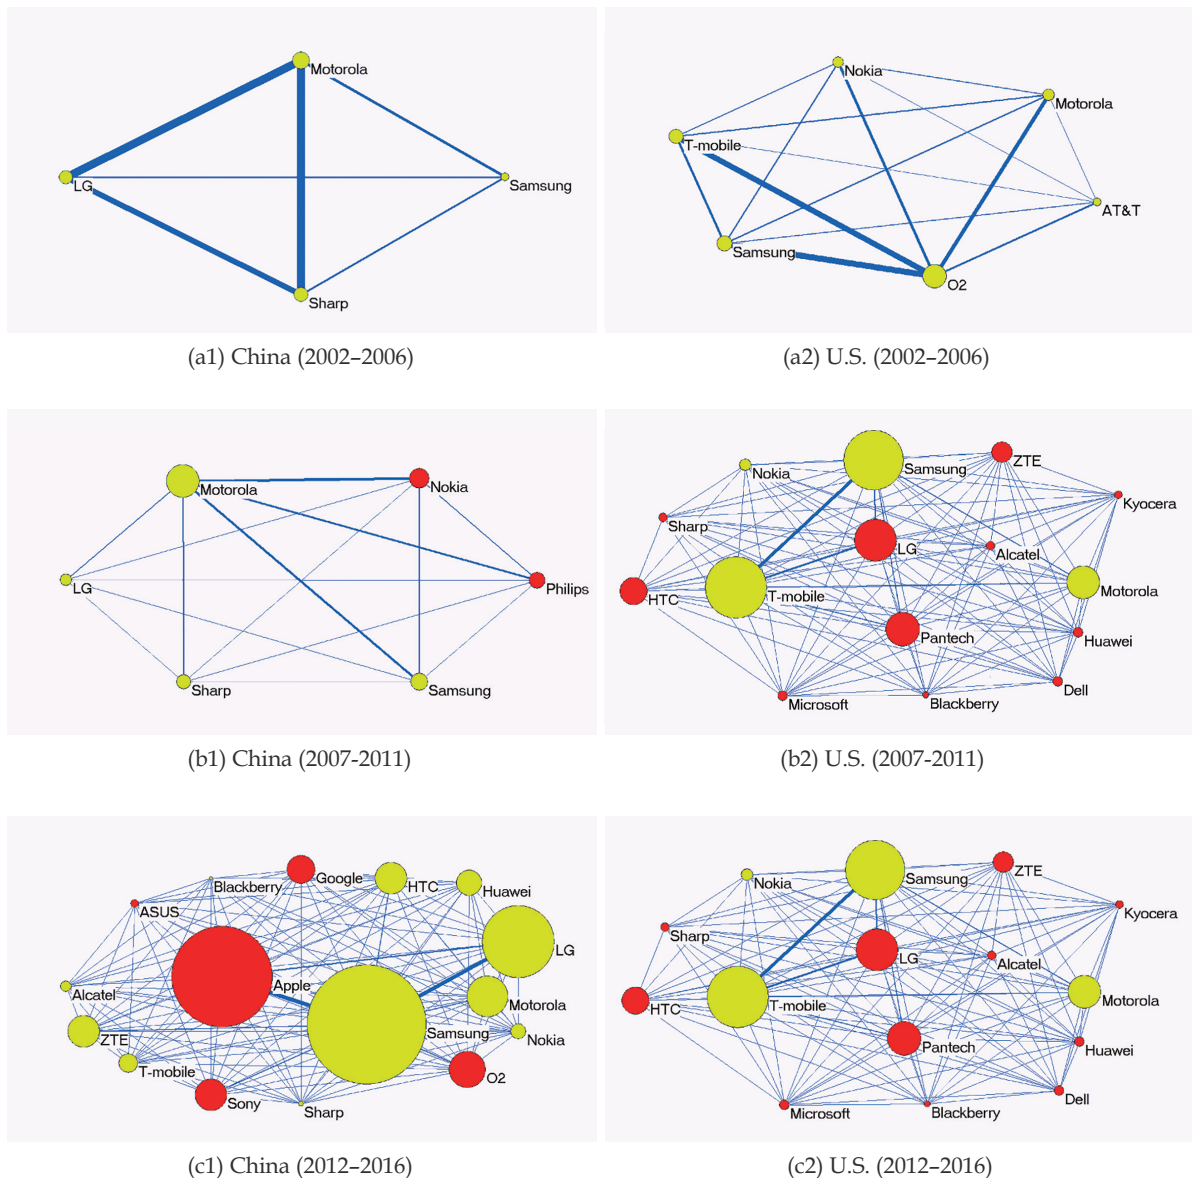 Motorola
LG
Samsung
Sharp
Nokia
Motorola
T-mobile
AT&T
Samsung
O2
(a1) China (2002–2006)
(a2) U.S. (2002–2006)
Motorola
Nokia
LG
Philips
Sharp
Samsung
Samsung
ZTE
Nokia
Kyocera
Sharp
LG
Alcatel
HTC
T-mobile
Motorola
Pantech
Huawei
Dell
Microsoft
Blackberry
(b1) China (2007-2011)
(b2) U.S. (2007-2011)
Google
Blackberry
HTC
Huawei
ASUS
LG
Apple
Alcatel
Motorola
Samsung
Nokia
ZTE
T-mobile
O2
Sony
Sharp
Samsung
ZTE
Nokia
Kyocera
Sharp
LG
Alcatel
HTC
T-mobile
Motorola
Pantech
Huawei
Dell
Microsoft
Blackberry
(c1) China (2012–2016)
(c2) U.S. (2012–2016)